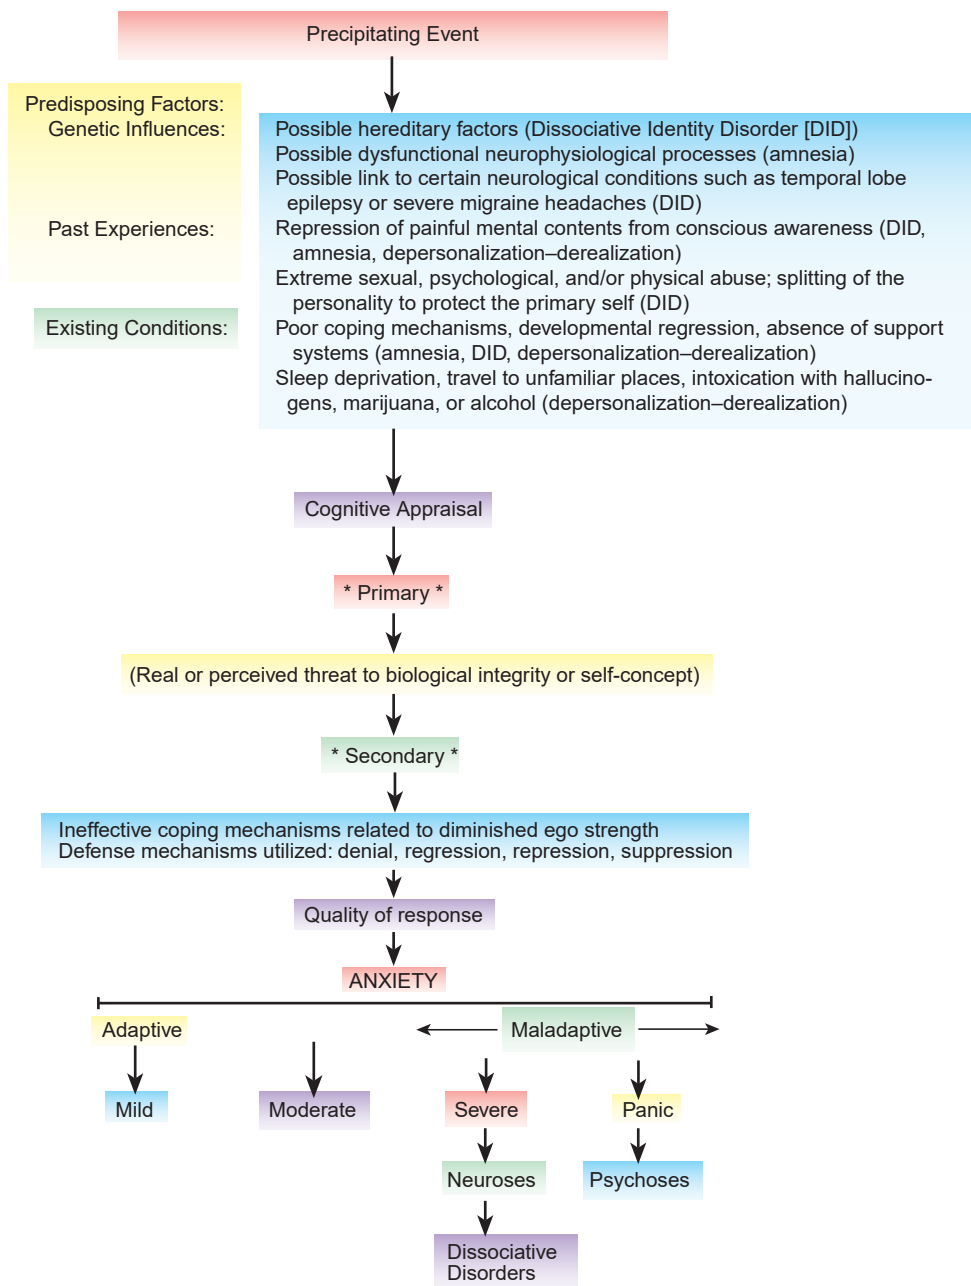 Precipitating Event
Predisposing Factors:
Genetic Influences:
Possible hereditary factors (Dissociative Identity Disorder [DID])
Possible dysfunctional neurophysiological processes (amnesia)
Possible link to certain neurological conditions such as temporal lobe
epilepsy or severe migraine headaches (DID)
Past Experiences:
Repression of painful mental contents from conscious awareness (DID,
amnesia, depersonalization–derealization)
Extreme sexual, psychological, and/or physical abuse; splitting of the
personality to protect the primary self (DID)
Existing Conditions:
Poor coping mechanisms, developmental regression, absence of support
systems (amnesia, DID, depersonalization–derealization)
Sleep deprivation, travel to unfamiliar places, intoxication with hallucino-
gens, marijuana, or alcohol (depersonalization–derealization)
Cognitive Appraisal
* Primary *
(Real or perceived threat to biological integrity or self-concept)
* Secondary *
Ineffective coping mechanisms related to diminished ego strength
Defense mechanisms utilized: denial, regression, repression, suppression
Quality of response
ANXIETY
Adaptive
Maladaptive
Mild
Moderate
Severe
Panic
Neuroses
Psychoses
Dissociative
Disorders